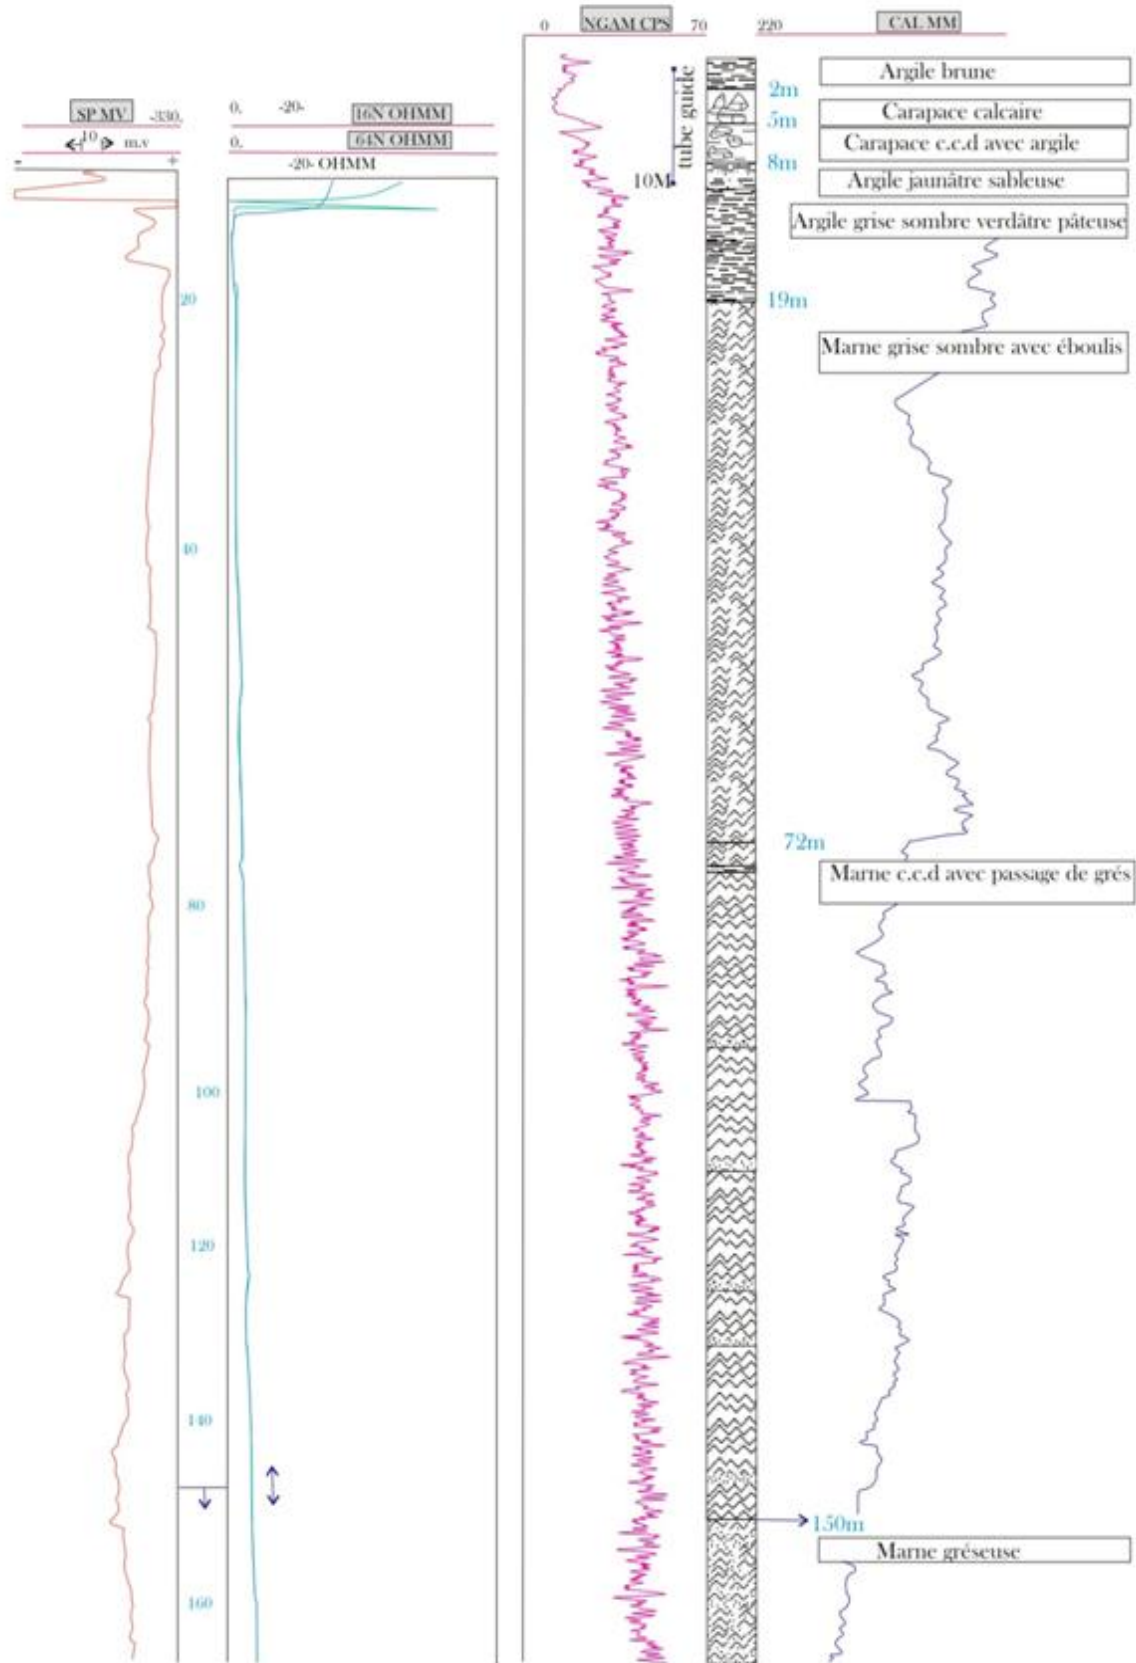 0 NGAM CPS 70 220 CAL MM
Argile brune
2m
SP MV -330. 0. -20- 16N OHMM
5m
Carapace calcaire
10 m.v 0. 64N OHMM
Carapace c.c.d avec argile
- + -20- OHMM
tube guide
8m
10M
Argile jaunâtre sableuse
Argile grise sombre verdâtre pâteuse
20
19m
Marne grise sombre avec éboulis
40
72m
Marne c.c.d avec passage de grés
80
100
120
140
150m
Marne gréseuse
160